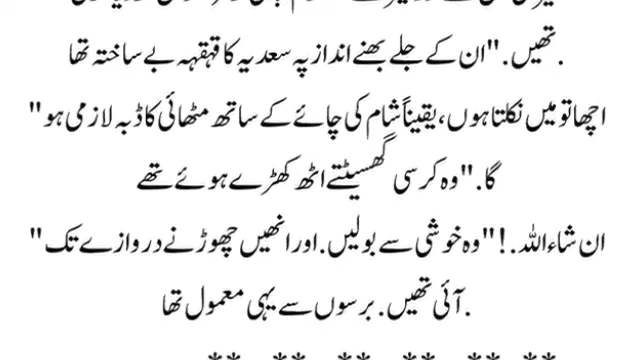 تھیں." ان کے جلے بھنے انداز پہ سعدیہ کا قہقہہ بے ساختہ تھا.
"اچھا تو میں نکلتا ہوں، یقیناً شام کی چائے کے ساتھ مٹھائی کا ڈبہ لازمی ہو
گا." وہ کرسی گھسیٹتے اٹھ کھڑے ہوئے تھے
"ان شاء اللہ.!" وہ خوشی سے بولیں. اور انھیں چھوڑنے دروازے تک
آئی تھیں. برسوں سے یہی معمول تھا.
** ** ** ** ** **